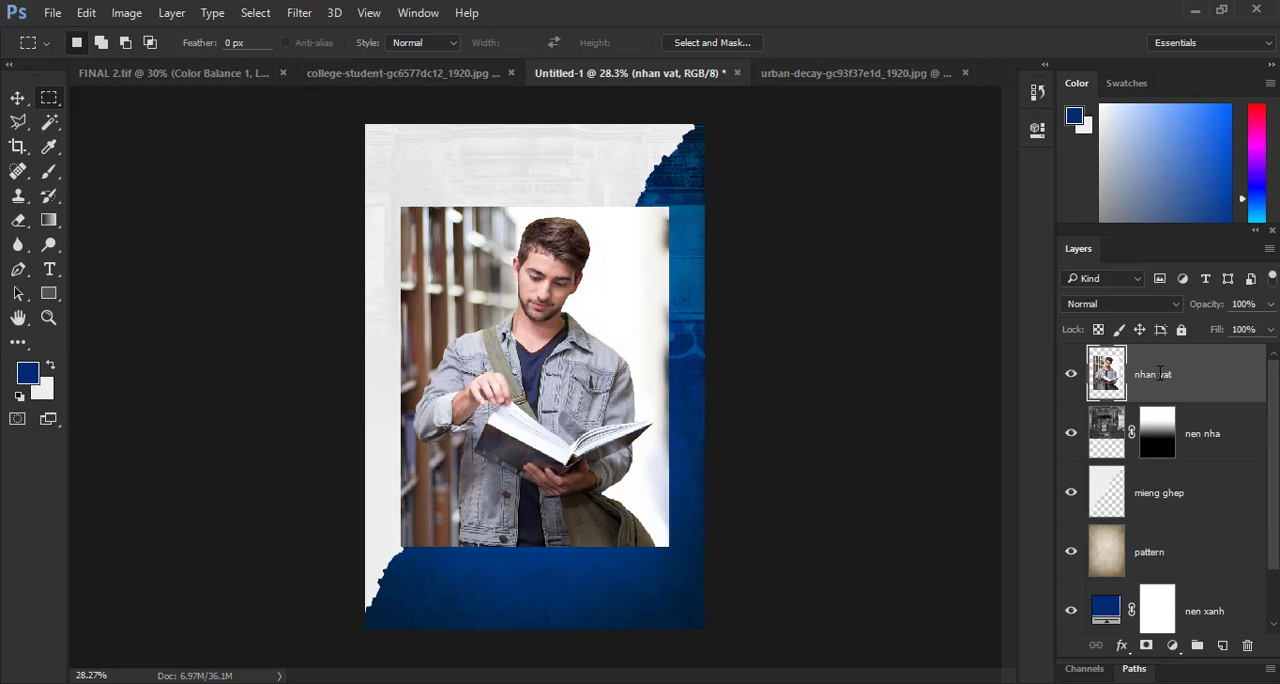 Ps File Edit Image Layer Type Select Filter 3D View Window Help
Feather: 0 px Anti-alias Style: Normal Width: Height: Select and Mask... Essentials
FINAL 2.tif @ 30% (Color Balance 1, L... college-student-gc6577dc12_1920.jpg ... Untitled-1 @ 28.3% (nhan vat, RGB/8) * urban-decay-gc93f37e1d_1920.jpg @ ...
Color Swatches
Layers
Kind
Normal Opacity: 100%
Lock: Fill: 100%
nhan vat
nen nha
mieng ghep
pattern
nen xanh
fx
Channels Paths
28.27% Doc: 6.97M/36.1M